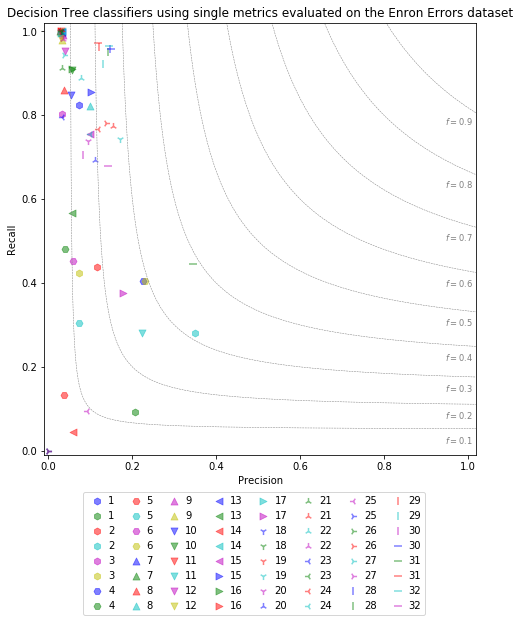 Decision Tree classifiers using single metrics evaluated on the Enron Errors dataset
1.0
f = 0.9
0.8
f = 0.8
0.6
f = 0.7
Recall
0.4
f = 0.6
f = 0.5
0.2
f = 0.4
f = 0.3
f = 0.2
0.0
f = 0.1
0.0 0.2 0.4 0.6 0.8 1.0
Precision
1 5 9 13 17 21 25 29
1 5 9 13 17 21 25 29
2 6 10 14 18 22 26 30
2 6 10 14 18 22 26 30
3 7 11 15 19 23 27 31
3 7 11 15 19 23 27 31
4 8 12 16 20 24 28 32
4 8 12 16 20 24 28 32